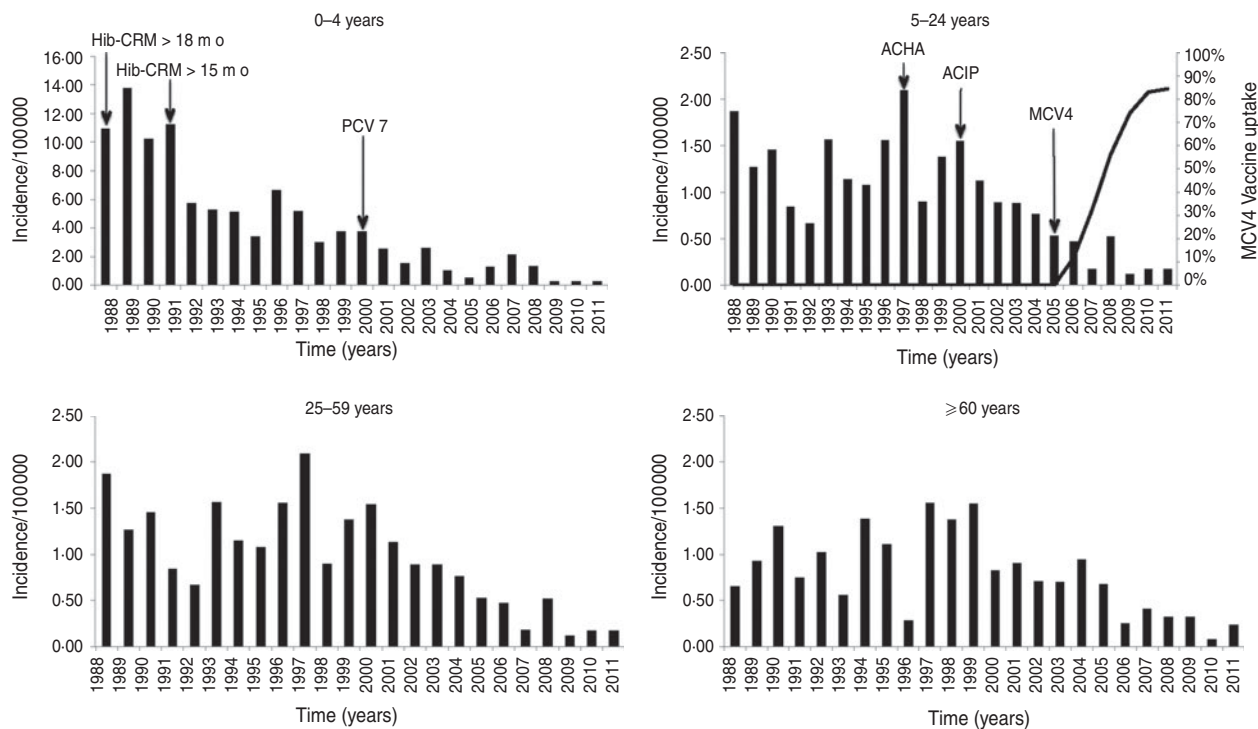 0–4 years
Hib-CRM > 18 m o
Hib-CRM > 15 m o
PCV 7
16·00
14·00
12·00
10·00
8·00
6·00
4·00
2·00
0·00
Incidence/100000
1988 1989 1990 1991 1992 1993 1994 1995 1996 1997 1998 1999 2000 2001 2002 2003 2004 2005 2006 2007 2008 2009 2010 2011
Time (years)
5–24 years
ACHA
ACIP
MCV4
2·50
2·00
1·50
1·00
0·50
0·00
Incidence/100000
100%
90%
80%
70%
60%
50%
40%
30%
20%
10%
0%
MCV4 Vaccine uptake
1988 1989 1990 1991 1992 1993 1994 1995 1996 1997 1998 1999 2000 2001 2002 2003 2004 2005 2006 2007 2008 2009 2010 2011
Time (years)
25–59 years
2·50
2·00
1·50
1·00
0·50
0·00
Incidence/100000
1988 1989 1990 1991 1992 1993 1994 1995 1996 1997 1998 1999 2000 2001 2002 2003 2004 2005 2006 2007 2008 2009 2010 2011
Time (years)
⩾60 years
2·50
2·00
1·50
1·00
0·50
0·00
Incidence/100000
1988 1989 1990 1991 1992 1993 1994 1995 1996 1997 1998 1999 2000 2001 2002 2003 2004 2005 2006 2007 2008 2009 2010 2011
Time (years)